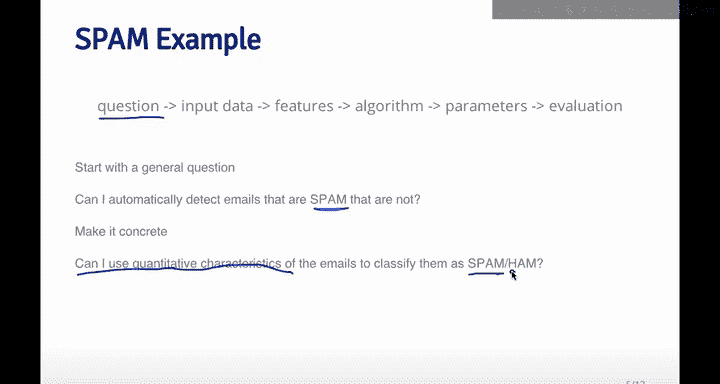 SPAM Example
question -> input data -> features -> algorithm -> parameters -> evaluation
Start with a general question
Can I automatically detect emails that are SPAM that are not?
Make it concrete
Can I use quantitative characteristics of the emails to classify them as SPAM/HAM?